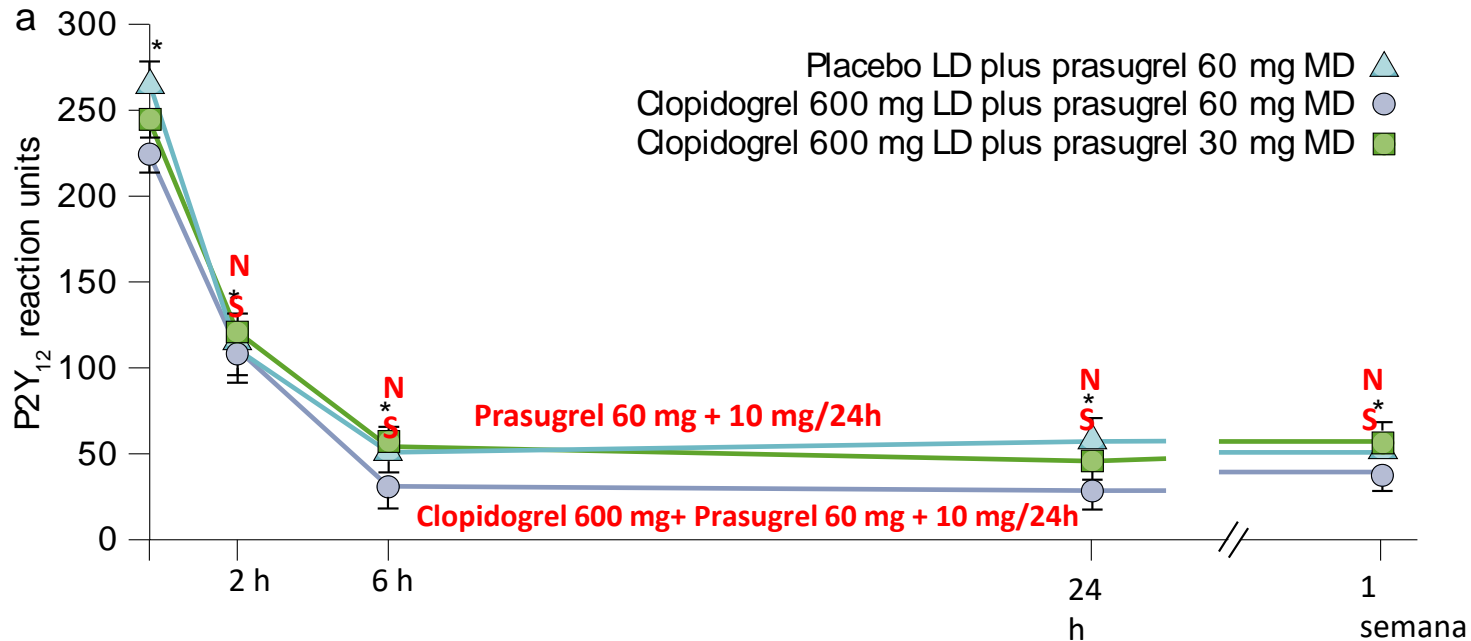 a
300
250
200
150
100
50
0
P2Y12 reaction units
Placebo LD plus prasugrel 60 mg MD
Clopidogrel 600 mg LD plus prasugrel 60 mg MD
Clopidogrel 600 mg LD plus prasugrel 30 mg MD
*
N
*
S
N
*
S
Prasugrel 60 mg + 10 mg/24h
N
*
S
N
S*
Clopidogrel 600 mg+ Prasugrel 60 mg + 10 mg/24h
2 h
6 h
24
h
1
semana